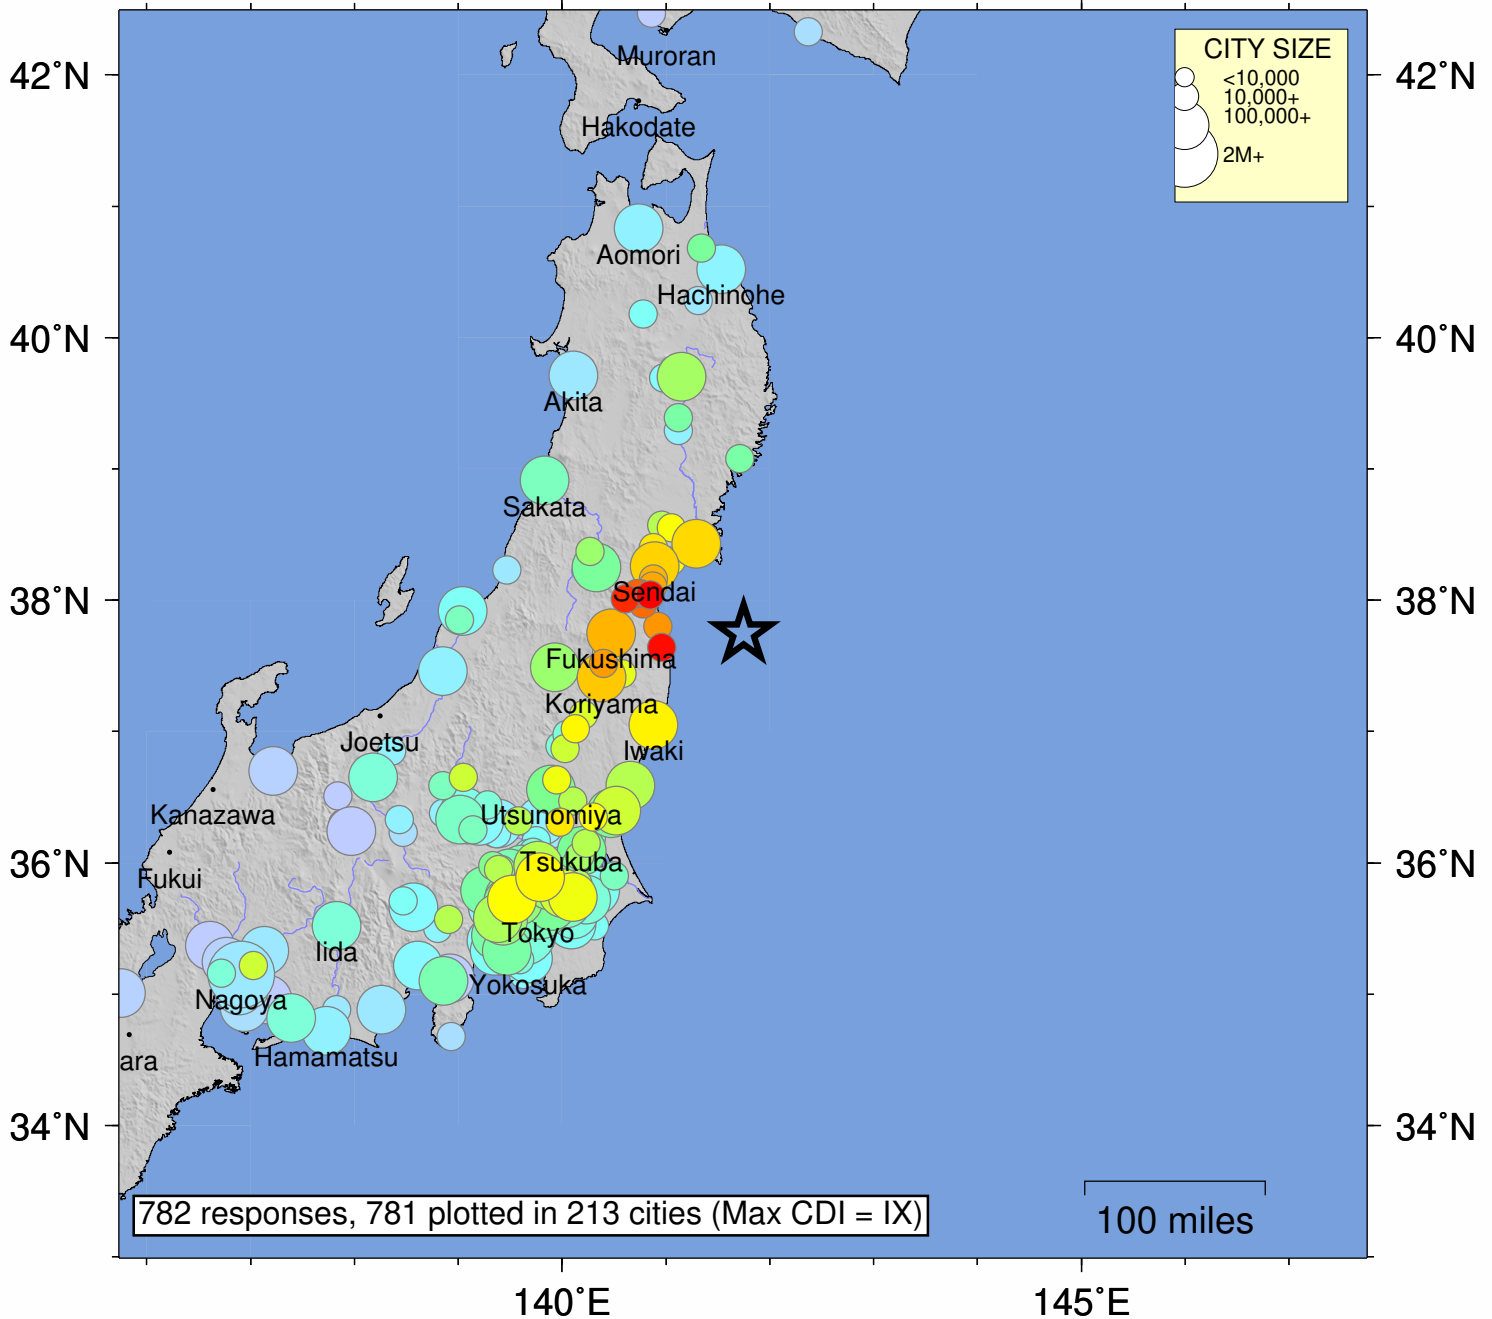 Muroran
CITY SIZE
<10,000
10,000+
100,000+
2M+
42°N
42°N
Hakodate
Aomori
Hachinohe
40°N
40°N
Akita
Sakata
38°N
Sendai
38°N
Fukushima
Koriyama
Joetsu
Iwaki
Kanazawa
Utsunomiya
36°N
Tsukuba
36°N
Fukui
Tokyo
Iida
Yokosuka
Nagoya
Hamamatsu
ara
34°N
34°N
782 responses, 781 plotted in 213 cities (Max CDI = IX)
100 miles
140°E
145°E